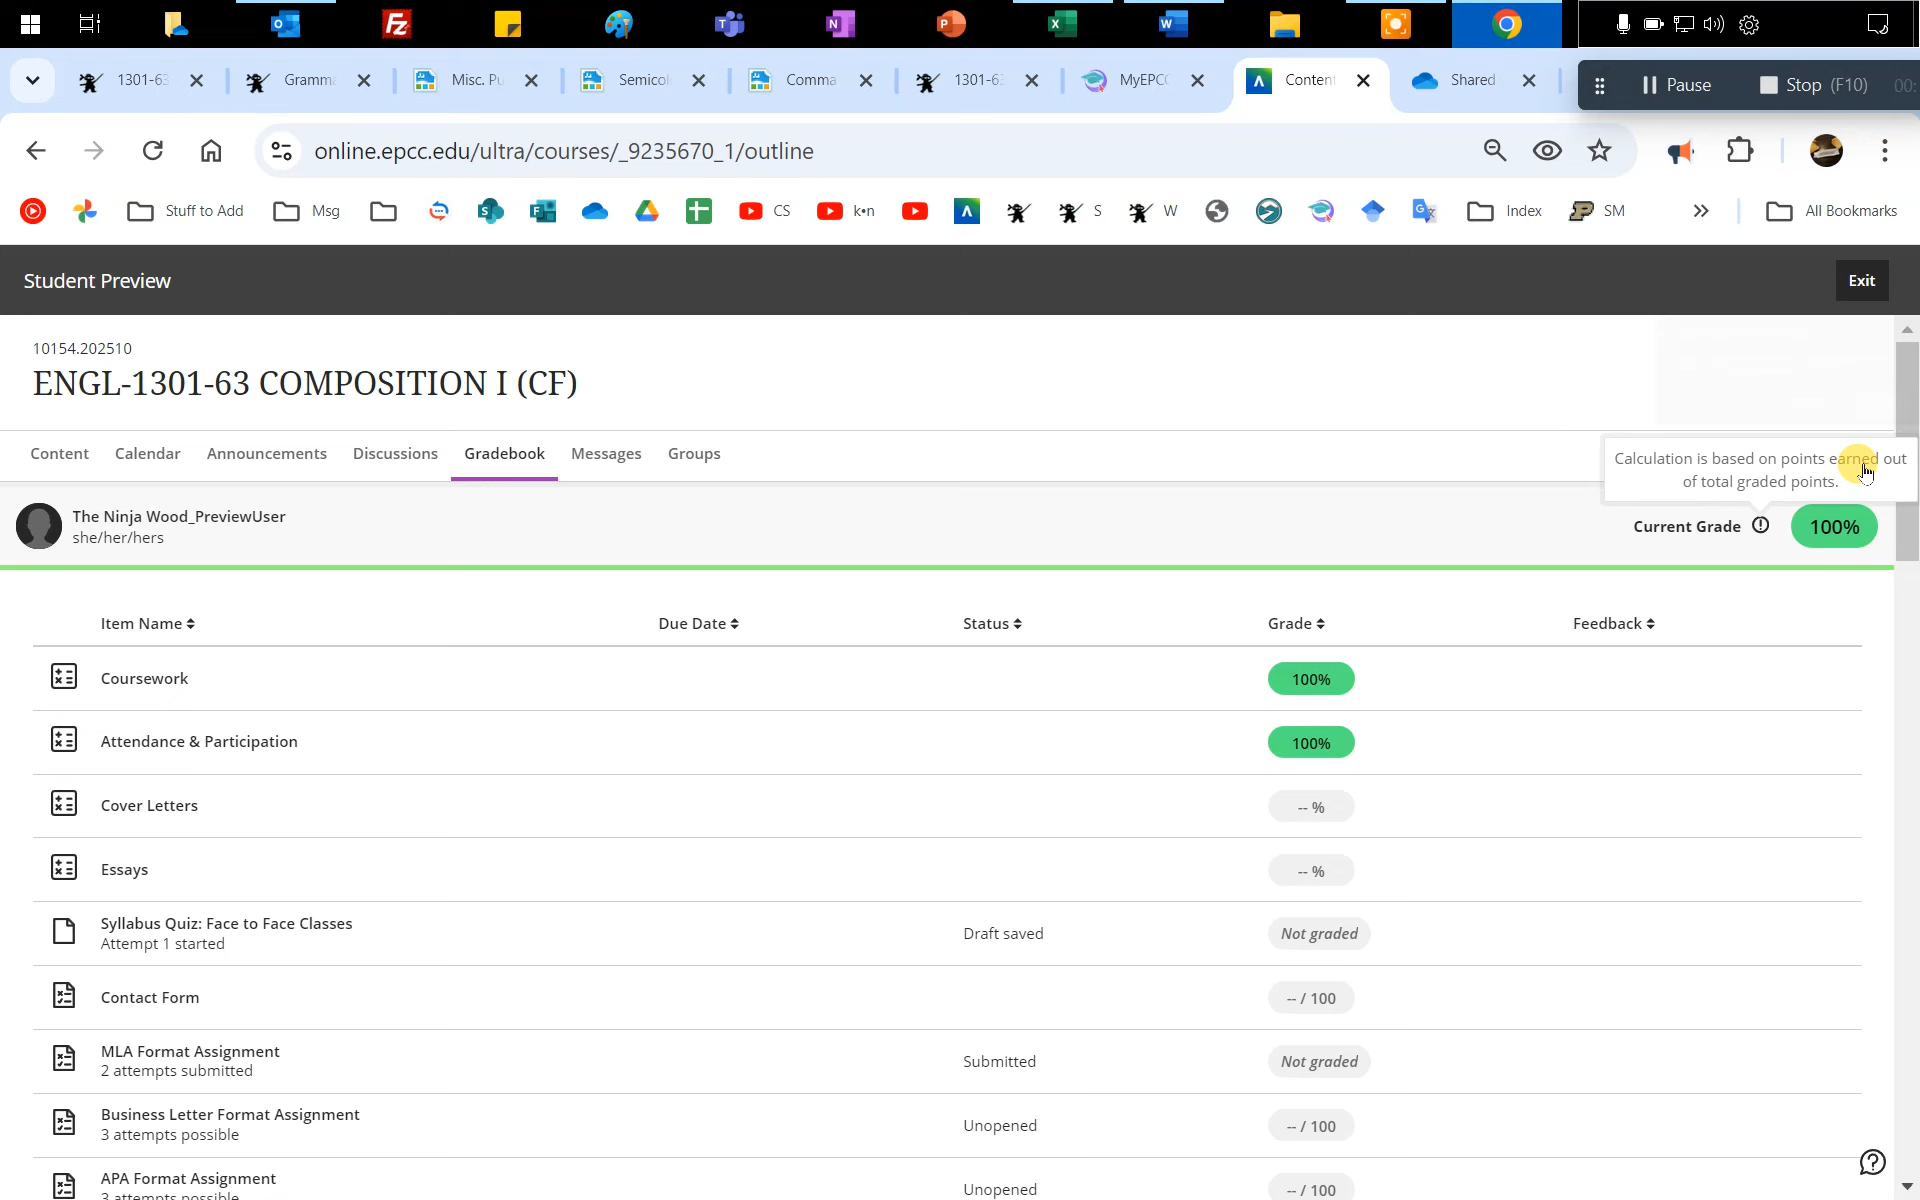 1301-63
Gramma
Misc. Pu
Semicol
Comma
1301-63
MyEPCC
Content
Shared
Pause
Stop (F10)
00:
online.epcc.edu/ultra/courses/_9235670_1/outline
Stuff to Add
Msg
CS
k•n
S
W
Index
SM
All Bookmarks
Student Preview
Exit
10154.202510
ENGL-1301-63 COMPOSITION I (CF)
Content
Calendar
Announcements
Discussions
Gradebook
Messages
Groups
Calculation is based on points earned out
of total graded points.
The Ninja Wood_PreviewUser
she/her/hers
Current Grade
100%
Item Name
Due Date
Status
Grade
Feedback
Coursework
100%
Attendance & Participation
100%
Cover Letters
-- %
Essays
-- %
Syllabus Quiz: Face to Face Classes
Attempt 1 started
Draft saved
Not graded
Contact Form
-- / 100
MLA Format Assignment
2 attempts submitted
Submitted
Not graded
Business Letter Format Assignment
3 attempts possible
Unopened
-- / 100
APA Format Assignment
3 attempts possible
Unopened
-- / 100